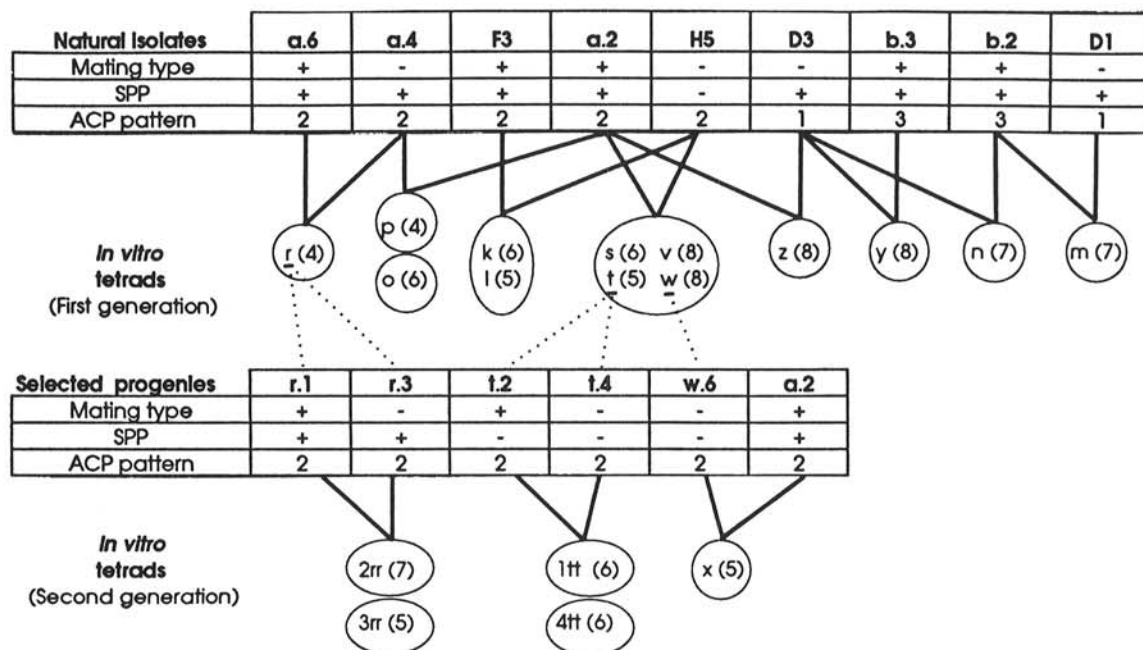 Natural Isolates a.6 a.4 F3 a.2 H5 D3 b.3 b.2 D1
Mating type + - + + - - + + -
SPP + + + + - + + + +
ACP pattern 2 2 2 2 2 1 3 3 1
In vitro
tetrads
(First generation)
r (4)
p (4)
o (6)
k (6)
l (5)
s (6) v (8)
t (5) w (8)
z (8)
y (8)
n (7)
m (7)
Selected progenies r.1 r.3 t.2 t.4 w.6 a.2
Mating type + - + - - +
SPP + + - - - +
ACP pattern 2 2 2 2 2 2
In vitro
tetrads
(Second generation)
2rr (7)
3rr (5)
1tt (6)
4tt (6)
x (5)